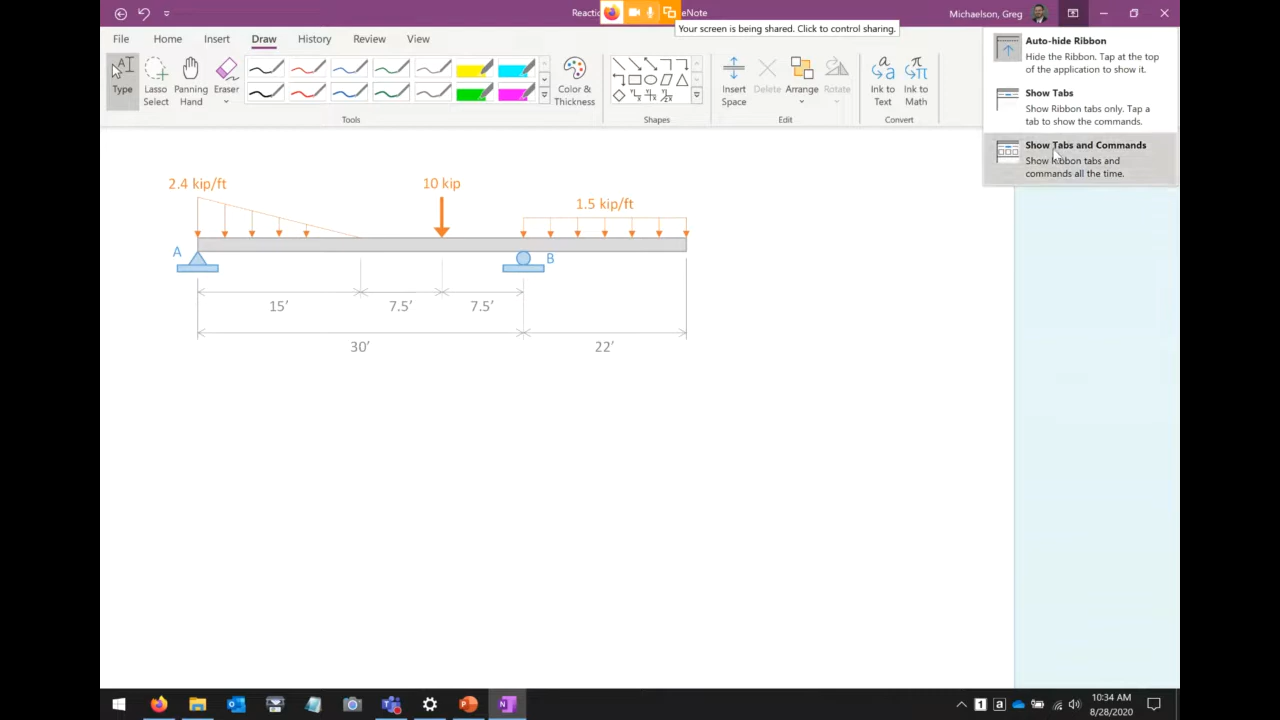 Reactio
eNote
Michaelson, Greg
Your screen is being shared. Click to control sharing.
File
Home
Insert
Draw
History
Review
View
Type
Lasso
Select
Panning
Hand
Eraser
Color &
Thickness
Insert
Space
Delete
Arrange
Rotate
Ink to
Text
Ink to
Math
Tools
Shapes
Edit
Convert
Auto-hide Ribbon
Hide the Ribbon. Tap at the top
of the application to show it.
Show Tabs
Show Ribbon tabs only. Tap a
tab to show the commands.
Show Tabs and Commands
Show Ribbon tabs and
commands all the time.
2.4 kip/ft
10 kip
1.5 kip/ft
A
B
15’
7.5’
7.5’
30’
22’
10:34 AM
8/28/2020